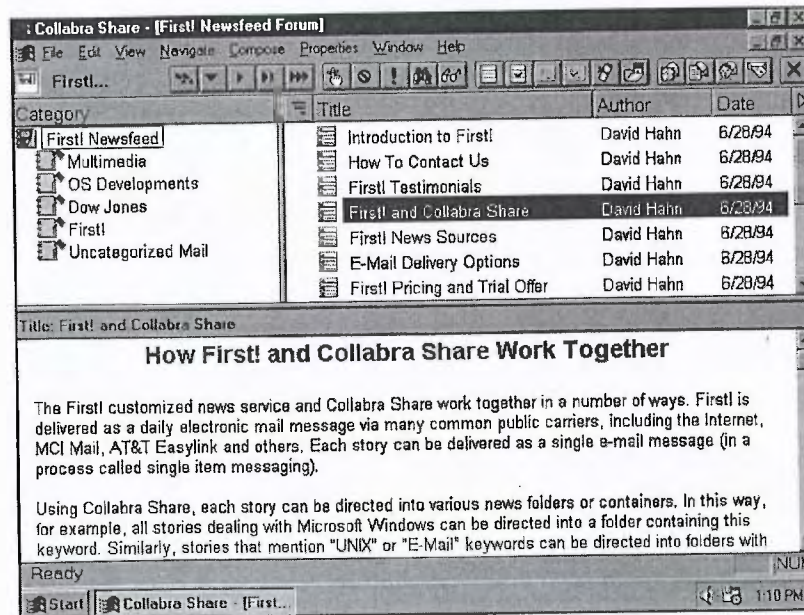 Collabra Share - [First! Newsfeed Forum]
File Edit View Navigate Compose Properties Window Help
First!...
Category
Title Author Date
First! Newsfeed
Multimedia
OS Developments
Dow Jones
First!
Uncategorized Mail
Introduction to First! David Hahn 6/28/94
How To Contact Us David Hahn 6/28/94
First! Testimonials David Hahn 6/28/94
First! and Collabra Share David Hahn 6/28/94
First! News Sources David Hahn 6/28/94
E-Mail Delivery Options David Hahn 6/28/94
First! Pricing and Trial Offer David Hahn 6/28/94
Title: First! and Collabra Share
How First! and Collabra Share Work Together
The First! customized news service and Collabra Share work together in a number of ways. First! is
delivered as a daily electronic mail message via many common public carriers, including the Internet,
MCI Mail, AT&T Easylink and others. Each story can be delivered as a single e-mail message (in a
process called single item messaging).
Using Collabra Share, each story can be directed into various news folders or containers. In this way,
for example, all stories dealing with Microsoft Windows can be directed into a folder containing this
keyword. Similarly, stories that mention "UNIX" or "E-Mail" keywords can be directed into folders with
Ready
NUM
Start Collabra Share - [First... 1:10 PM